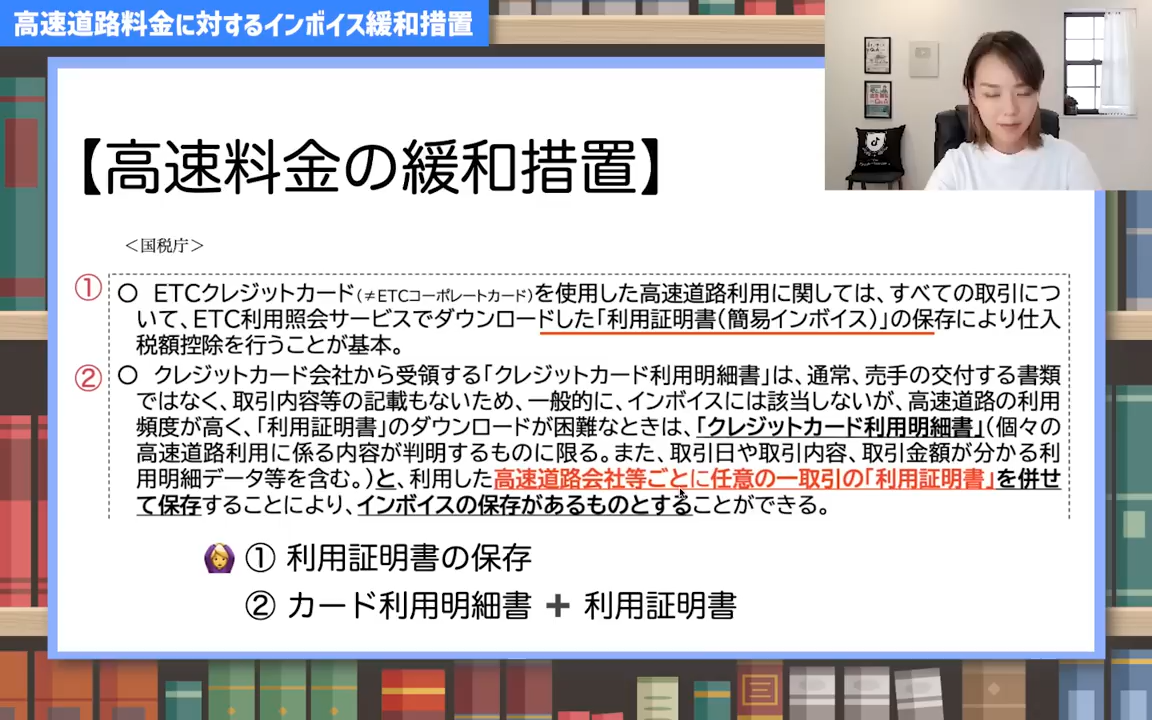 高速道路料金に対するインボイス緩和措置
【高速料金の緩和措置】
＜国税庁＞
① ○ ETCクレジットカード（≠ETCコーポレートカード）を使用した高速道路利用に関しては、すべての取引につ
いて、ETC利用照会サービスでダウンロードした「利用証明書（簡易インボイス）」の保存により仕入
税額控除を行うことが基本。
② ○ クレジットカード会社から受領する「クレジットカード利用明細書」は、通常、売手の交付する書類
ではなく、取引内容等の記載もないため、一般的に、インボイスには該当しないが、高速道路の利用
頻度が高く、「利用証明書」のダウンロードが困難なときは、「クレジットカード利用明細書」（個々の
高速道路利用に係る内容が判明するものに限る。また、取引日や取引内容、取引金額が分かる利
用明細データ等を含む。）と、利用した高速道路会社等ごとに任意の一取引の「利用証明書」を併せ
て保存することにより、インボイスの保存があるものとすることができる。
① 利用証明書の保存
② カード利用明細書 ＋ 利用証明書